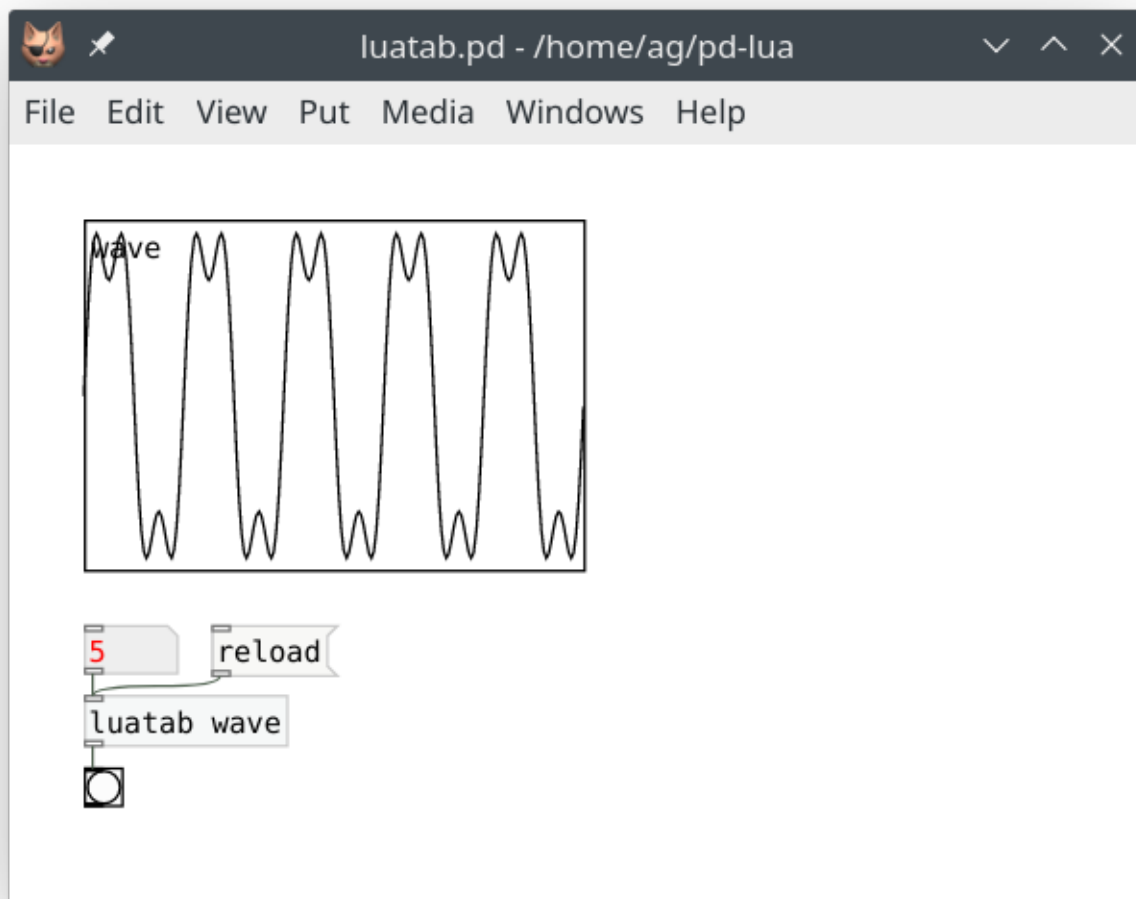 luatab.pd - /home/ag/pd-lua
File Edit View Put Media Windows Help
wave
5
reload
luatab wave